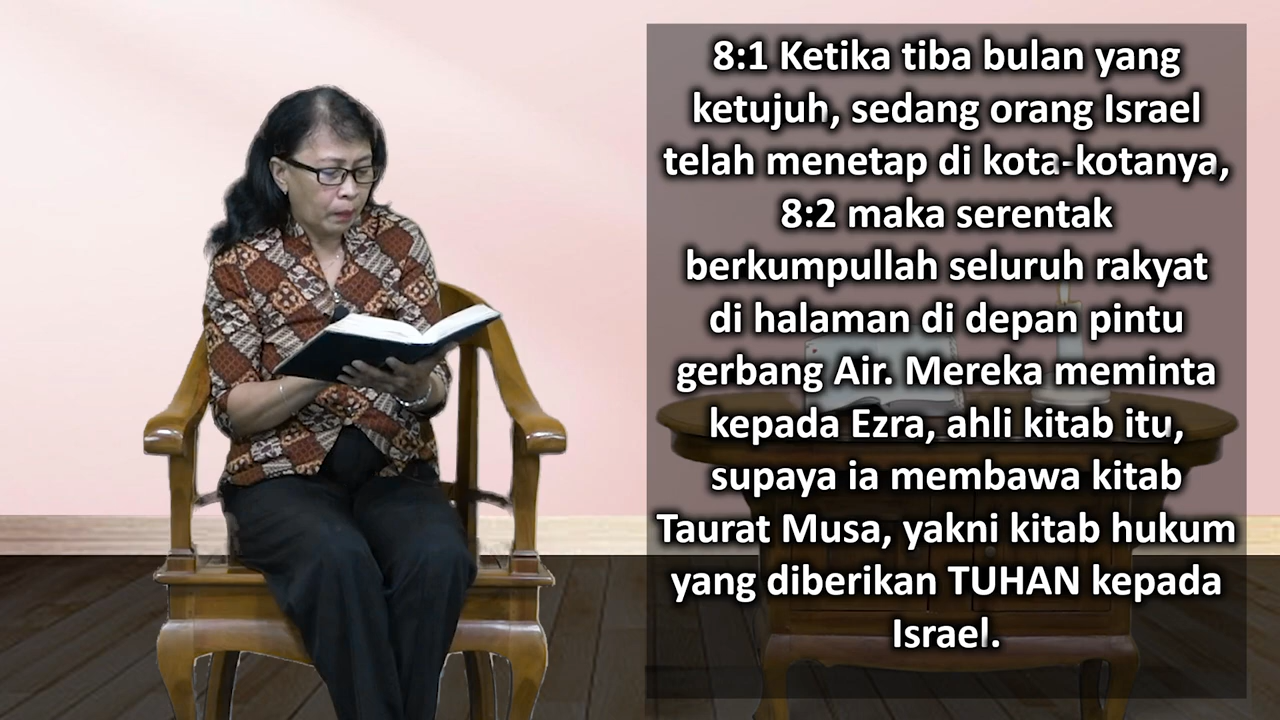 8:1 Ketika tiba bulan yang
ketujuh, sedang orang Israel
telah menetap di kota-kotanya,
8:2 maka serentak
berkumpullah seluruh rakyat
di halaman di depan pintu
gerbang Air. Mereka meminta
kepada Ezra, ahli kitab itu,
supaya ia membawa kitab
Taurat Musa, yakni kitab hukum
yang diberikan TUHAN kepada
Israel.